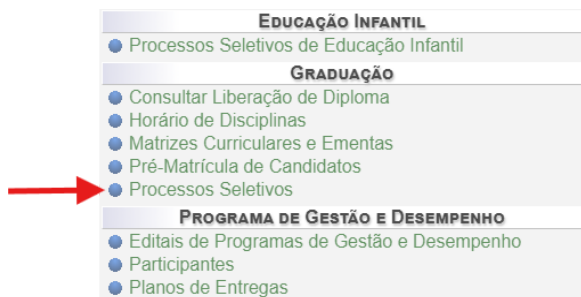 Educação Infantil
Processos Seletivos de Educação Infantil
Graduação
Consultar Liberação de Diploma
Horário de Disciplinas
Matrizes Curriculares e Ementas
Pré-Matrícula de Candidatos
Processos Seletivos
Programa de Gestão e Desempenho
Editais de Programas de Gestão e Desempenho
Participantes
Planos de Entregas